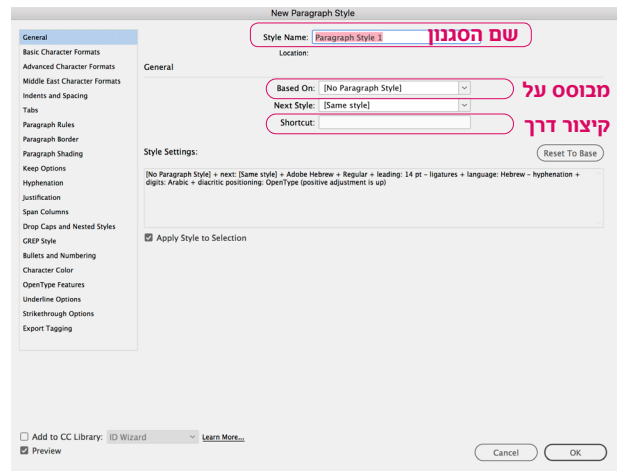 New Paragraph Style
General
Basic Character Formats
Advanced Character Formats
Middle East Character Formats
Indents and Spacing
Tabs
Paragraph Rules
Paragraph Border
Paragraph Shading
Keep Options
Hyphenation
Justification
Span Columns
Drop Caps and Nested Styles
GREP Style
Bullets and Numbering
Character Color
OpenType Features
Underline Options
Strikethrough Options
Export Tagging
Style Name: Paragraph Style 1 שם הסגנון
Location:
General
Based On: [No Paragraph Style] מבוסס על
Next Style: [Same style]
Shortcut: קיצור דרך
Style Settings: Reset To Base
[No Paragraph Style] + next: [Same style] + Adobe Hebrew + Regular + leading: 14 pt - ligatures + language: Hebrew - hyphenation +
digits: Arabic + diacritic positioning: OpenType (positive adjustment is up)
Apply Style to Selection
Add to CC Library: ID Wizard Learn More...
Preview
Cancel OK